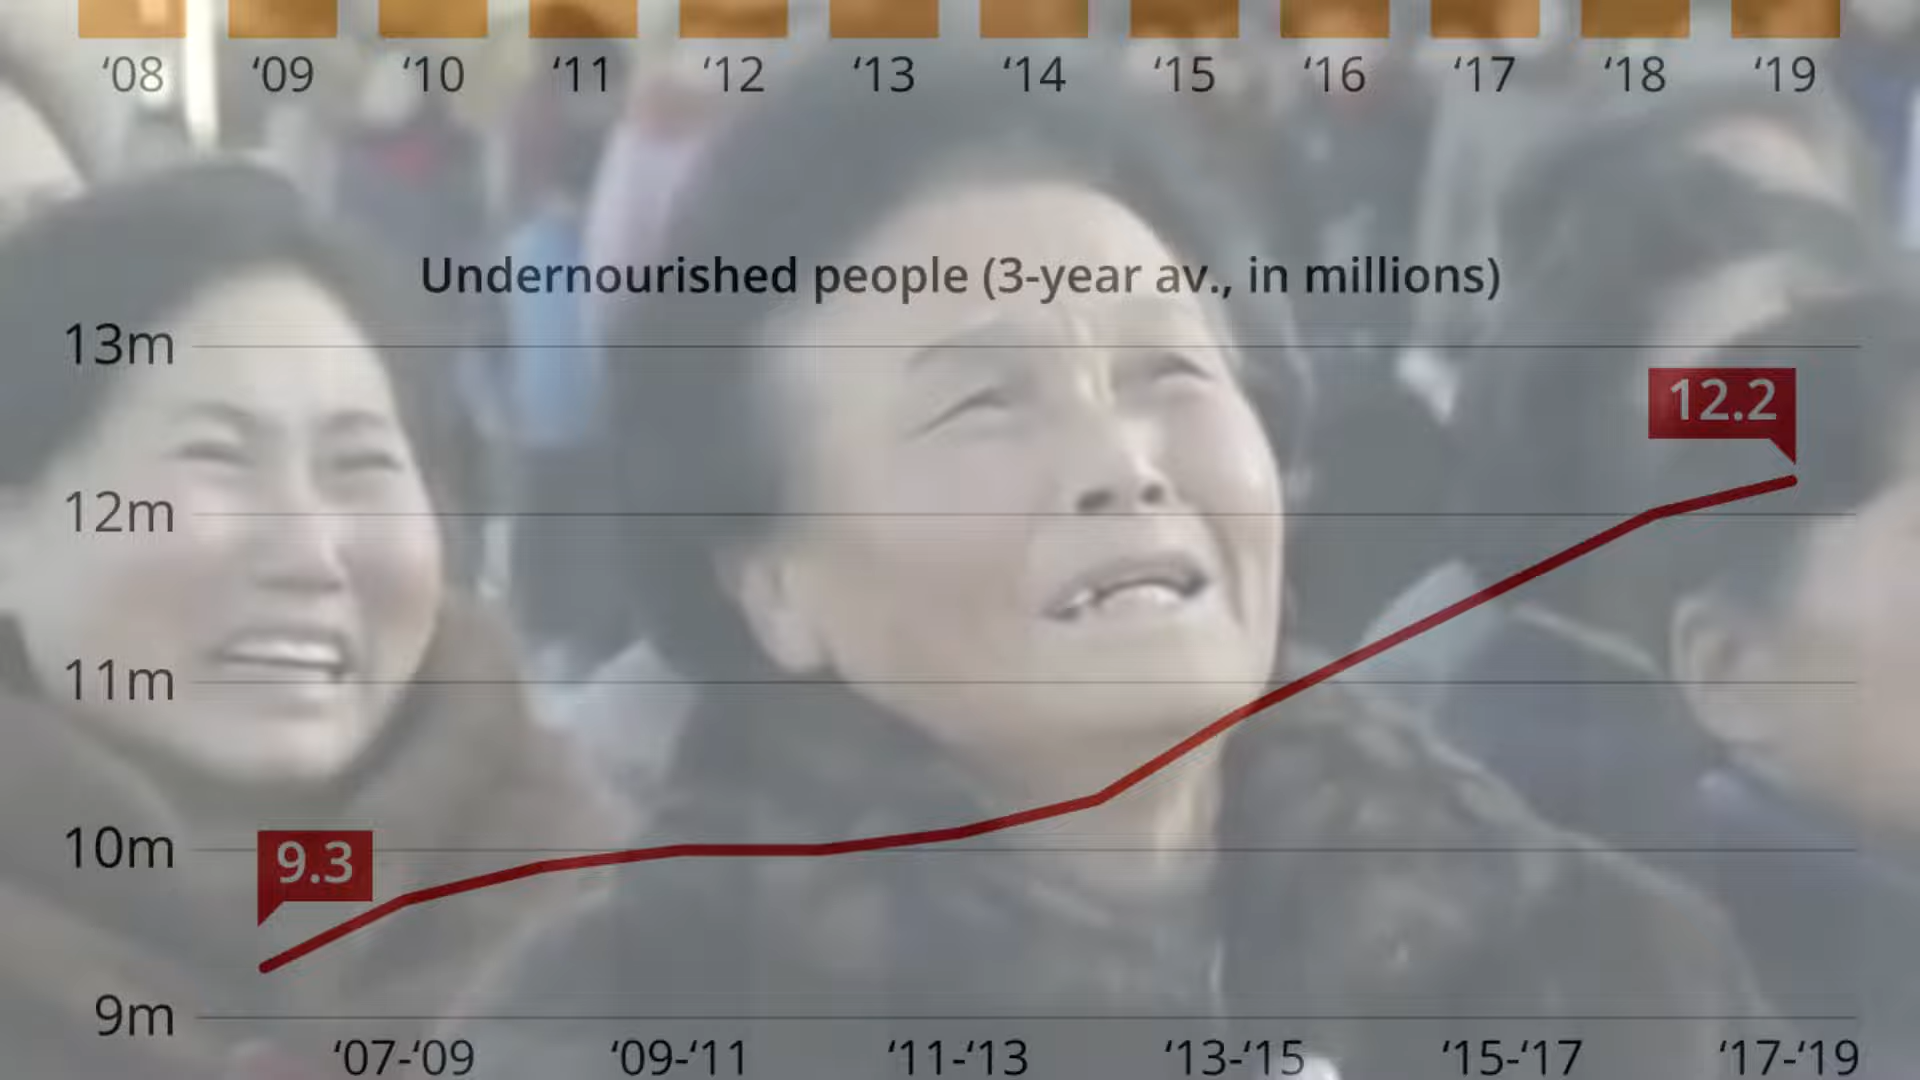 ‘08 ‘09 ‘10 ‘11 ‘12 ‘13 ‘14 ‘15 ‘16 ‘17 ‘18 ‘19
Undernourished people (3-year av., in millions)
13m
12.2
12m
11m
10m
9.3
9m
‘07-‘09 ‘09-‘11 ‘11-‘13 ‘13-‘15 ‘15-‘17 ‘17-‘19